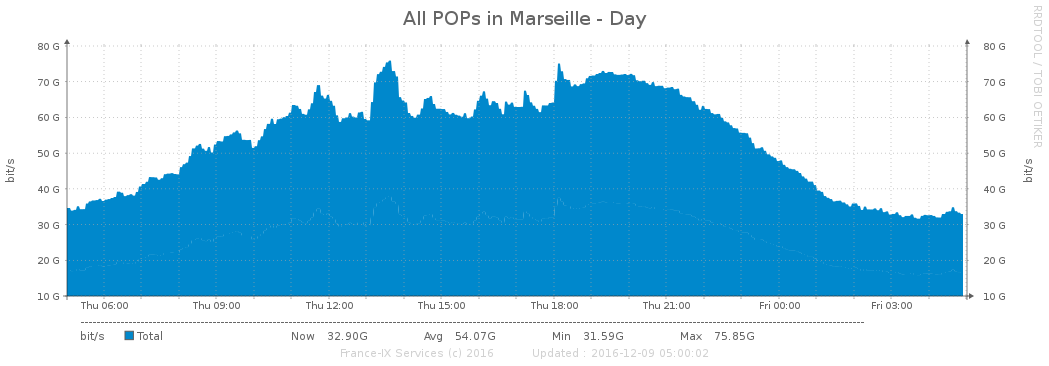 All POPs in Marseille - Day
RRDTOOL / TOBI OETIKER
bit/s
80 G
70 G
60 G
50 G
40 G
30 G
20 G
10 G
80 G
70 G
60 G
50 G
40 G
30 G
20 G
10 G
bit/s
Thu 06:00 Thu 09:00 Thu 12:00 Thu 15:00 Thu 18:00 Thu 21:00 Fri 00:00 Fri 03:00
bit/s Total Now 32.90G Avg 54.07G Min 31.59G Max 75.85G
France-IX Services (c) 2016 Updated : 2016-12-09 05:00:02